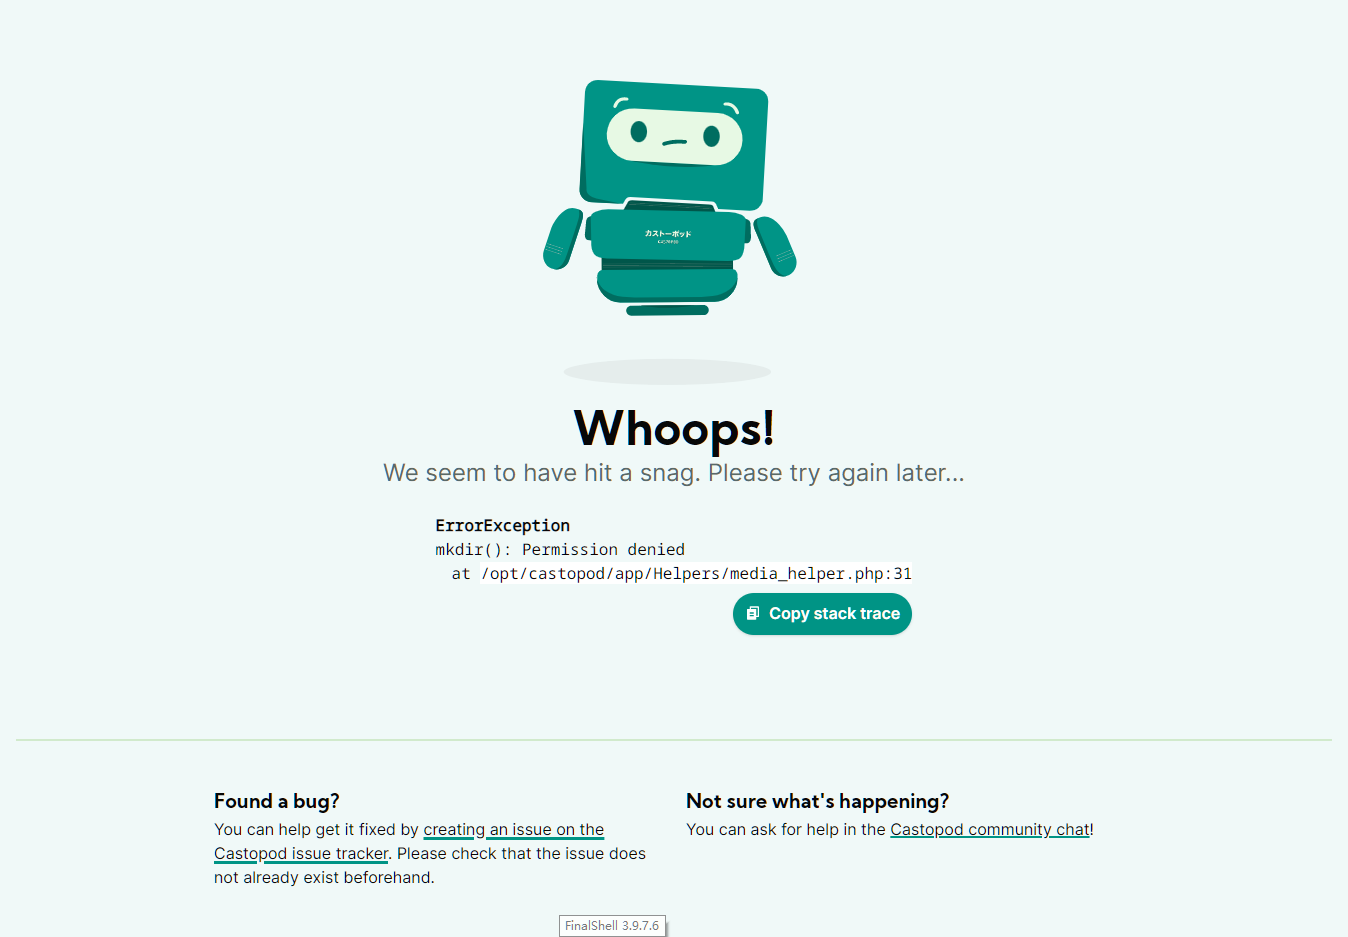 カストーポッド
CASTOPOD
Whoops!
We seem to have hit a snag. Please try again later...
ErrorException
mkdir(): Permission denied
at /opt/castopod/app/Helpers/media_helper.php:31
Copy stack trace
Found a bug?
You can help get it fixed by creating an issue on the
Castopod issue tracker. Please check that the issue does
not already exist beforehand.
Not sure what's happening?
You can ask for help in the Castopod community chat!
FinalShell 3.9.7.6